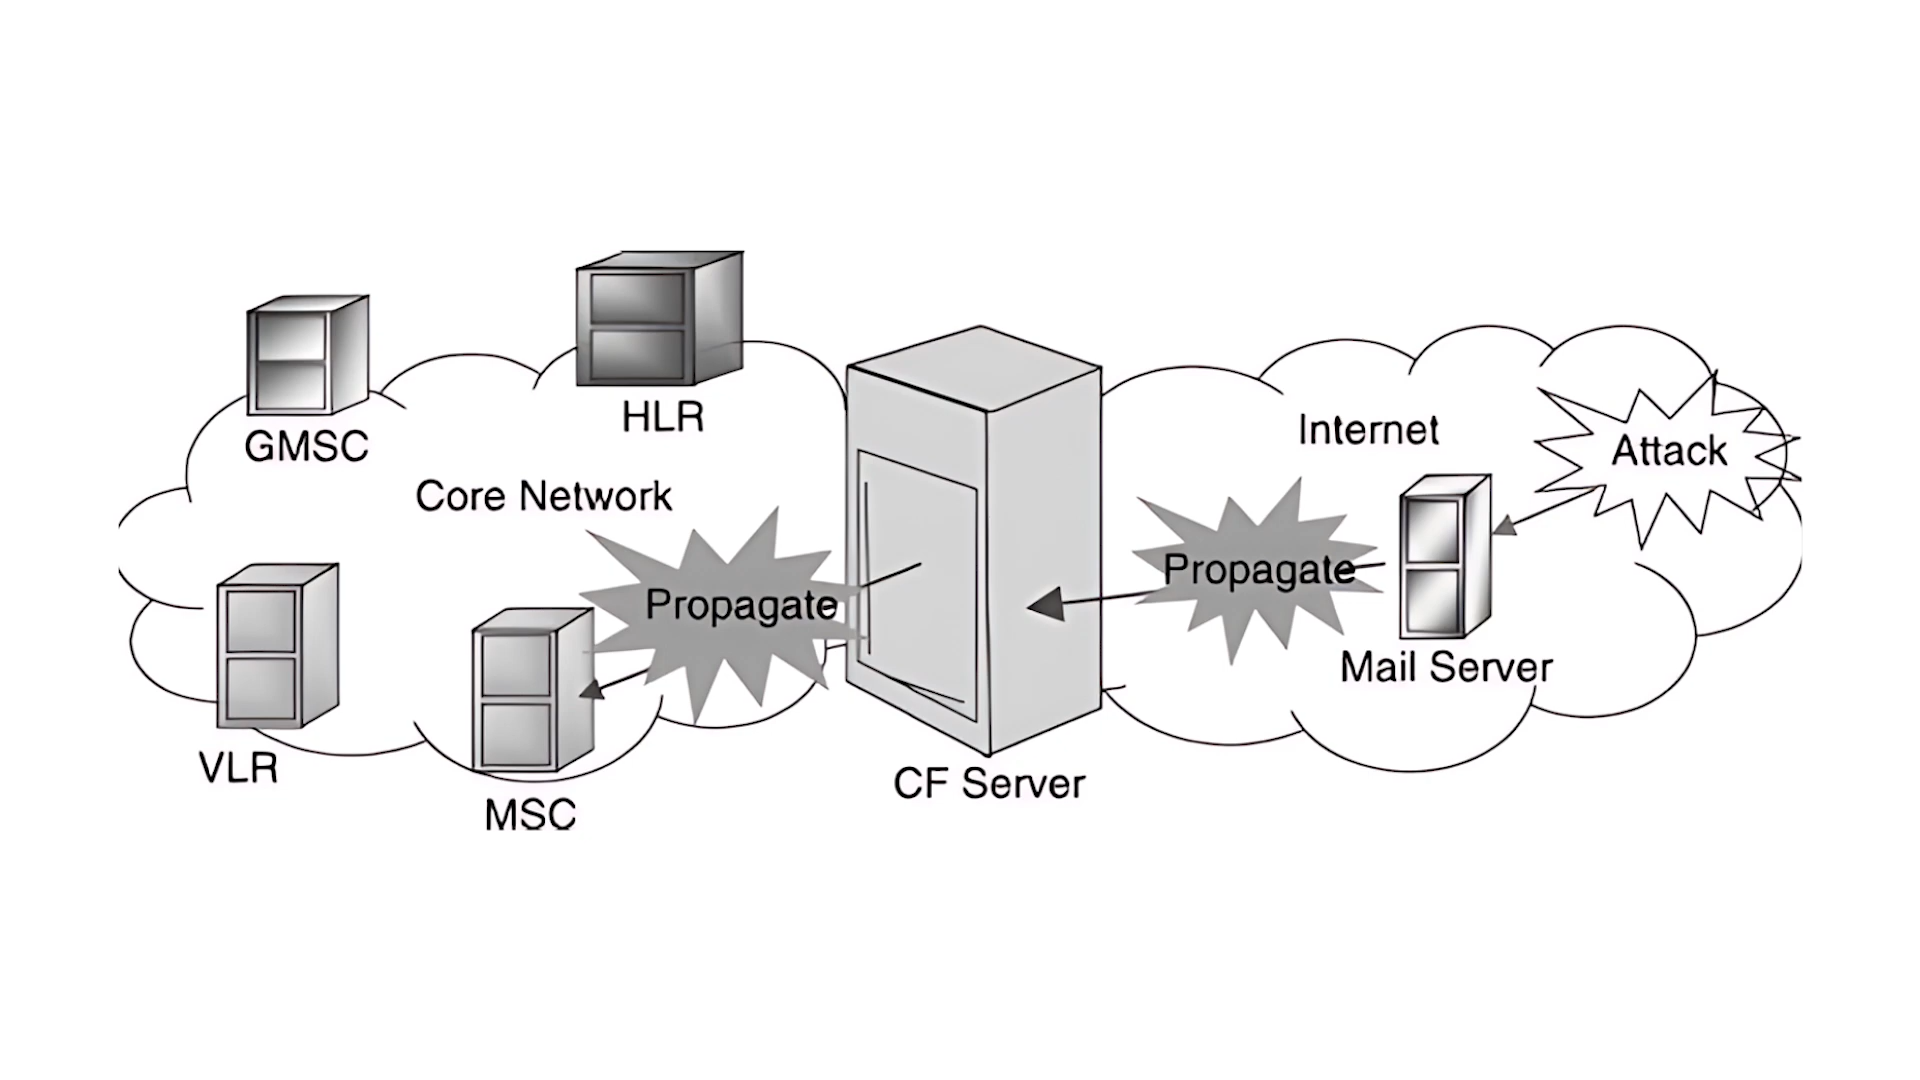 HLR
GMSC
Core Network
Internet
Attack
Propagate
Propagate
Mail Server
VLR
CF Server
MSC